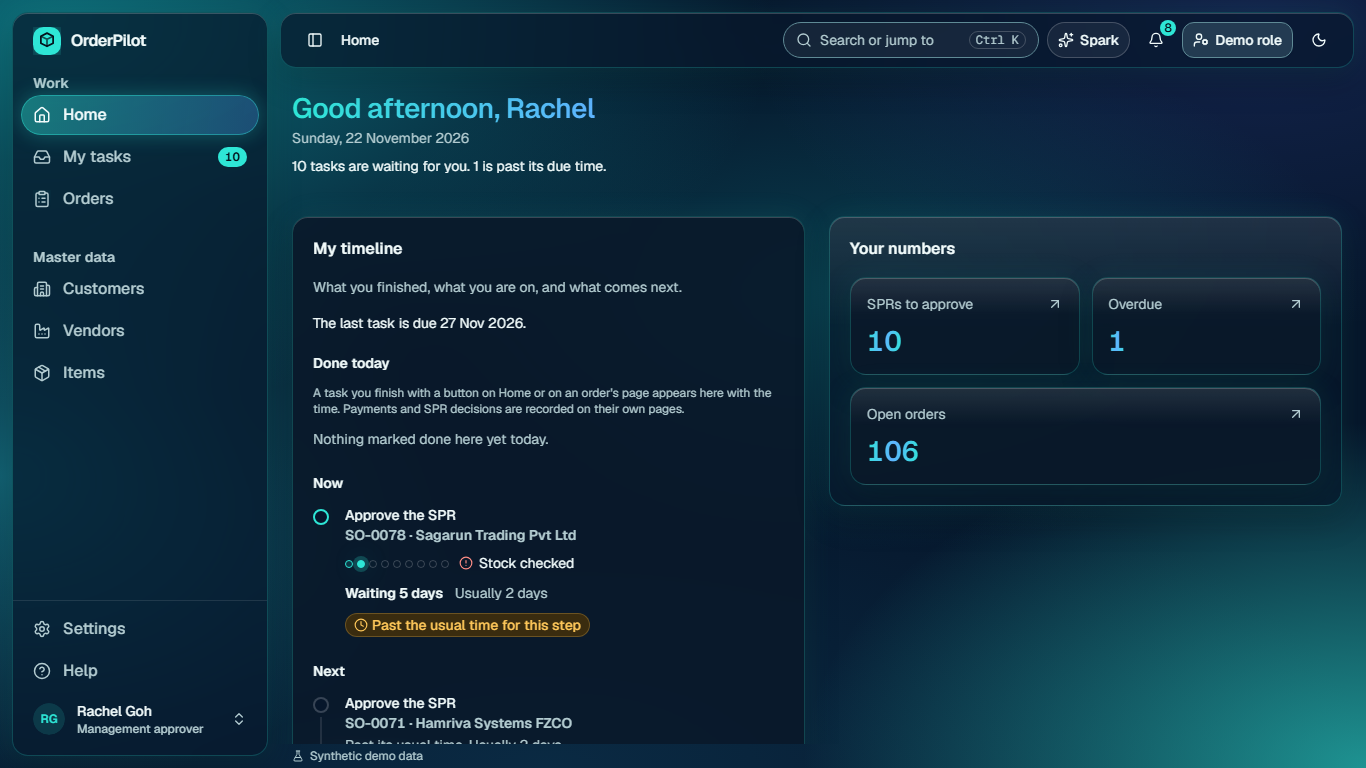 OrderPilot
Work
Home
My tasks 10
Orders
Master data
Customers
Vendors
Items
Settings
Help
RG
Rachel Goh
Management approver
Home
Search or jump to Ctrl K
Spark
8
Demo role
Good afternoon, Rachel
Sunday, 22 November 2026
10 tasks are waiting for you. 1 is past its due time.
My timeline
What you finished, what you are on, and what comes next.
The last task is due 27 Nov 2026.
Done today
A task you finish with a button on Home or on an order's page appears here with the
time. Payments and SPR decisions are recorded on their own pages.
Nothing marked done here yet today.
Now
Approve the SPR
SO-0078 · Sagarun Trading Pvt Ltd
Stock checked
Waiting 5 days Usually 2 days
Past the usual time for this step
Next
Approve the SPR
SO-0071 · Hamriva Systems FZCO
Past its usual time. Usually 2 days
Your numbers
SPRs to approve
10
Overdue
1
Open orders
106
Synthetic demo data